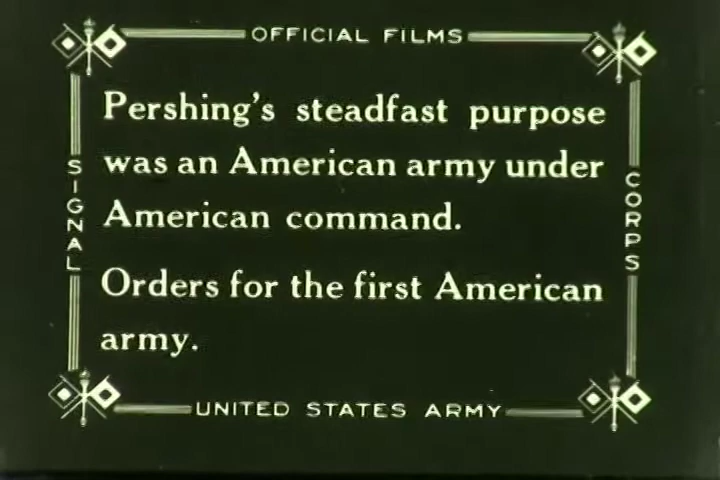 OFFICIAL FILMS
SIGNAL
CORPS
Pershing's steadfast purpose
was an American army under
American command.
Orders for the first American
army.
UNITED STATES ARMY